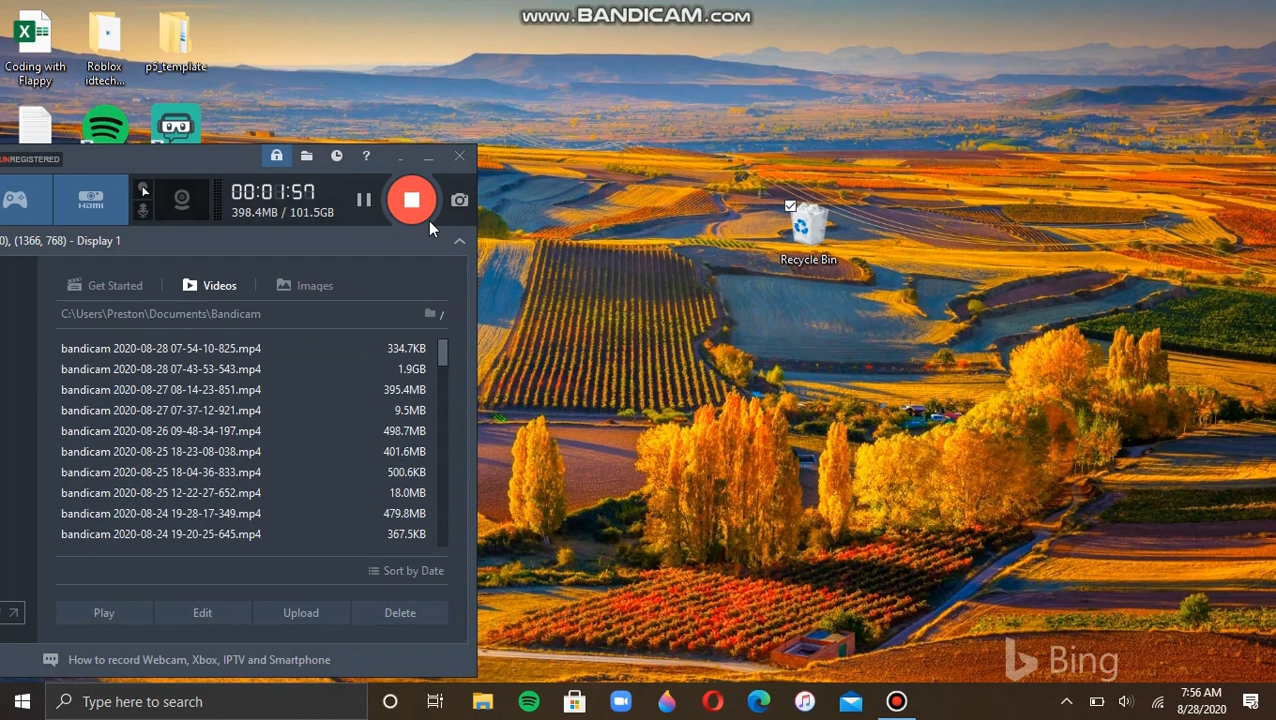 www.BANDICAM.com
Coding with
Flappy
Roblox
idtech...
p5_template
UNREGISTERED
?
00:01:57
398.4MB / 101.5GB
HDMI
0), (1366, 768) - Display 1
Recycle Bin
Get Started
Videos
Images
C:\Users\Preston\Documents\Bandicam
/
bandicam 2020-08-28 07-54-10-825.mp4 334.7KB
bandicam 2020-08-28 07-43-53-543.mp4 1.9GB
bandicam 2020-08-27 08-14-23-851.mp4 395.4MB
bandicam 2020-08-27 07-37-12-921.mp4 9.5MB
bandicam 2020-08-26 09-48-34-197.mp4 498.7MB
bandicam 2020-08-25 18-23-08-038.mp4 401.6MB
bandicam 2020-08-25 18-04-36-833.mp4 500.6KB
bandicam 2020-08-25 12-22-27-652.mp4 18.0MB
bandicam 2020-08-24 19-28-17-349.mp4 479.8MB
bandicam 2020-08-24 19-20-25-645.mp4 367.5KB
Sort by Date
Play Edit Upload Delete
How to record Webcam, Xbox, IPTV and Smartphone
Bing
Type here to search
7:56 AM
8/28/2020